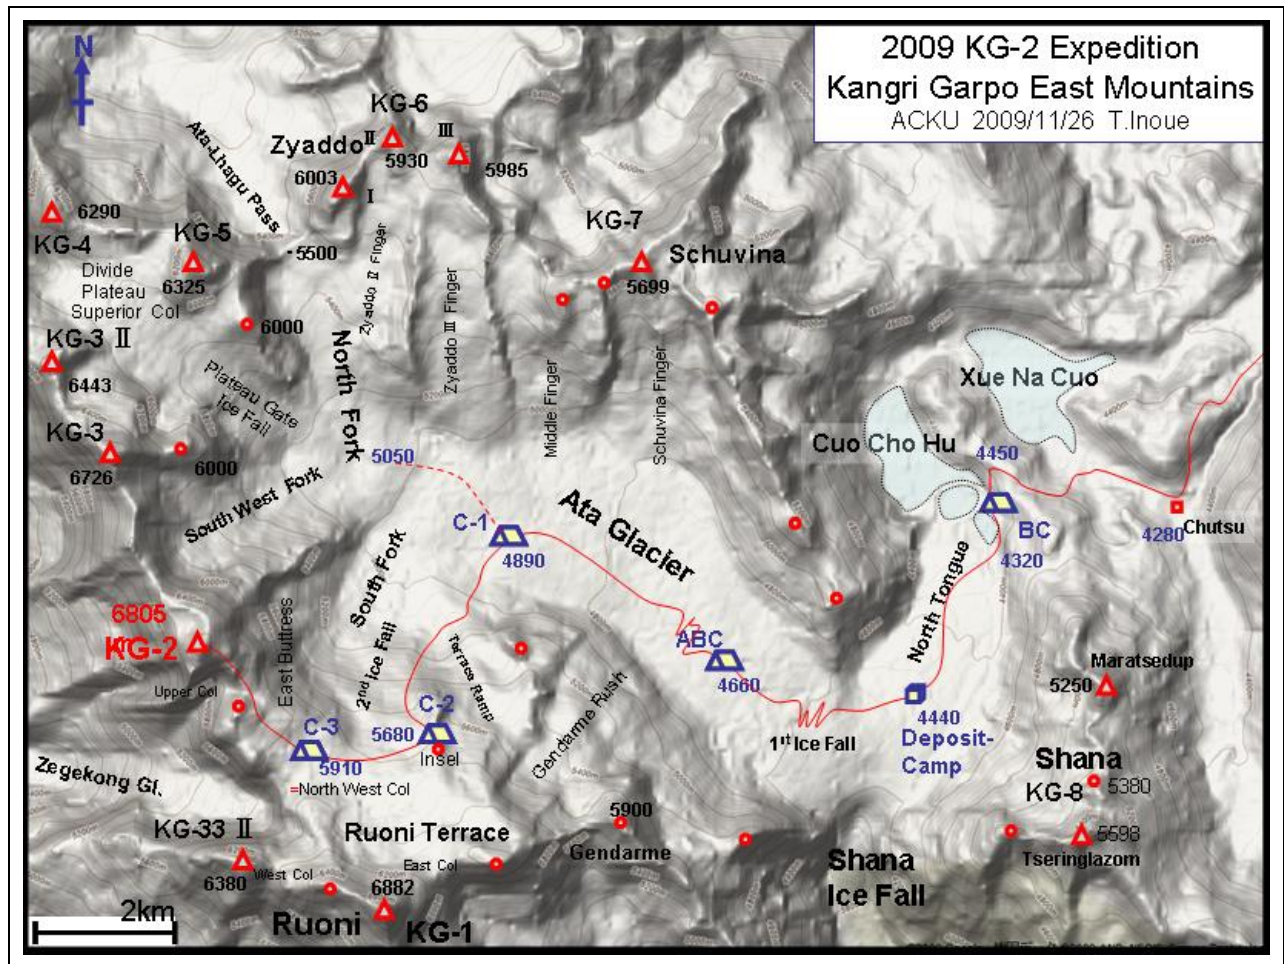 2009 KG-2 Expedition
Kangri Garpo East Mountains
ACKU 2009/11/26 T.Inoue
N
KG-6
Ata-Lhagu Pass
Zyaddo
II
5930
III
5985
6003
I
6290
KG-4
KG-5
6325
-5500
KG-7
Schuvina
5699
Divide
Plateau
Superior Col
6000
Zyaddo II Finger
Zyaddo III Finger
North Fork
KG-3 II
6443
Plateau Gate
Ice Fall
Middle Finger
Schuvina Finger
Xue Na Cuo
Cuo Cho Hu
4450
KG-3
6726
6000
5050
South West Fork
C-1
4890
Ata Glacier
BC
4320
4280
Chutsu
South Fork
North Tongue
6805
m
KG-2
East Buttress
2nd Ice Fall
Terrace Ramp
ABC
4660
Maratsedup
5250
Upper Col
C-2
5680
Insel
C-3
5910
Gendarme Rush
1st Ice Fall
4440
Deposit-
Camp
Shana
KG-8
5380
Zegekong Gl.
=North West Col
KG-33 II
6380
Ruoni Terrace
5900
Gendarme
5598
Tseringlazom
West Col
East Col
Shana
Ice Fall
6882
Ruoni
KG-1
2km